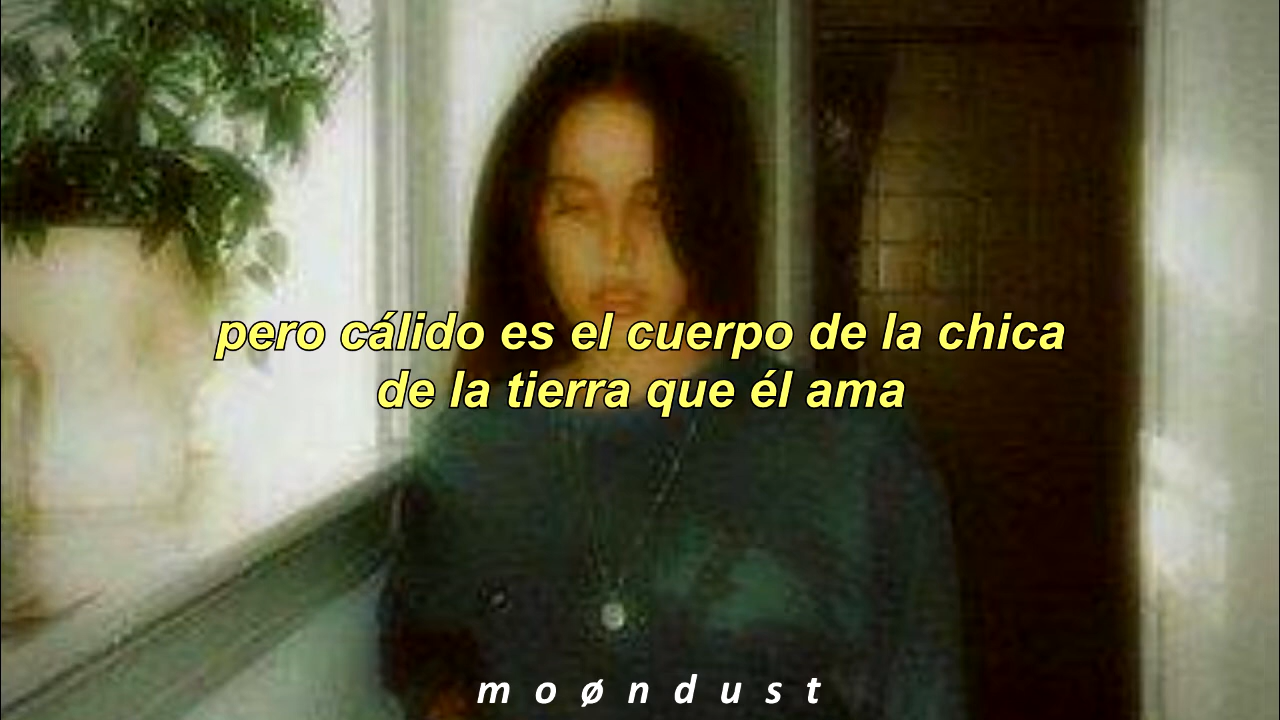 pero cálido es el cuerpo de la chica
de la tierra que él ama
m o ø n d u s t